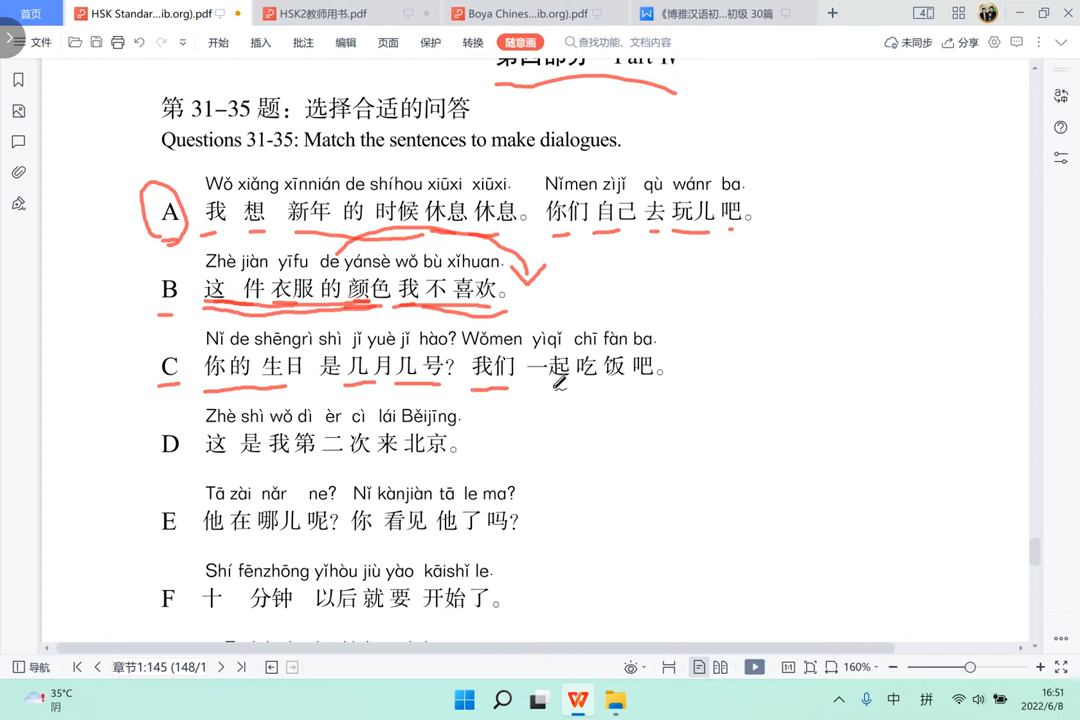 首页
HSK Standar...ib.org).pdf
HSK2教师用书.pdf
Boya Chines...ib.org).pdf
《博雅汉语初...初级 30篇
文件
开始
插入
批注
编辑
页面
保护
转换
随意画
查找功能、文档内容
未同步
分享
第四部分 Part IV
第 31-35 题：选择合适的问答
Questions 31-35: Match the sentences to make dialogues.
Wǒ xiǎng xīnnián de shíhou xiūxi xiūxi. Nǐmen zìjǐ qù wánr ba.
A 我想新年的时候休息休息。你们自己去玩儿吧。
Zhè jiàn yīfu de yánsè wǒ bù xǐhuan.
B 这件衣服的颜色我不喜欢。
Nǐ de shēngrì shì jǐ yuè jǐ hào? Wǒmen yìqǐ chī fàn ba.
C 你的生日是几月几号？我们一起吃饭吧。
Zhè shì wǒ dì èr cì lái Běijīng.
D 这是我第二次来北京。
Tā zài nǎr ne? Nǐ kànjiàn tā le ma?
E 他在哪儿呢？你看见他了吗？
Shí fēnzhōng yǐhòu jiù yào kāishǐ le.
F 十分钟以后就要开始了。
导航
章节1:145 (148/1
160%
35°C
阴
中
拼
16:51
2022/6/8